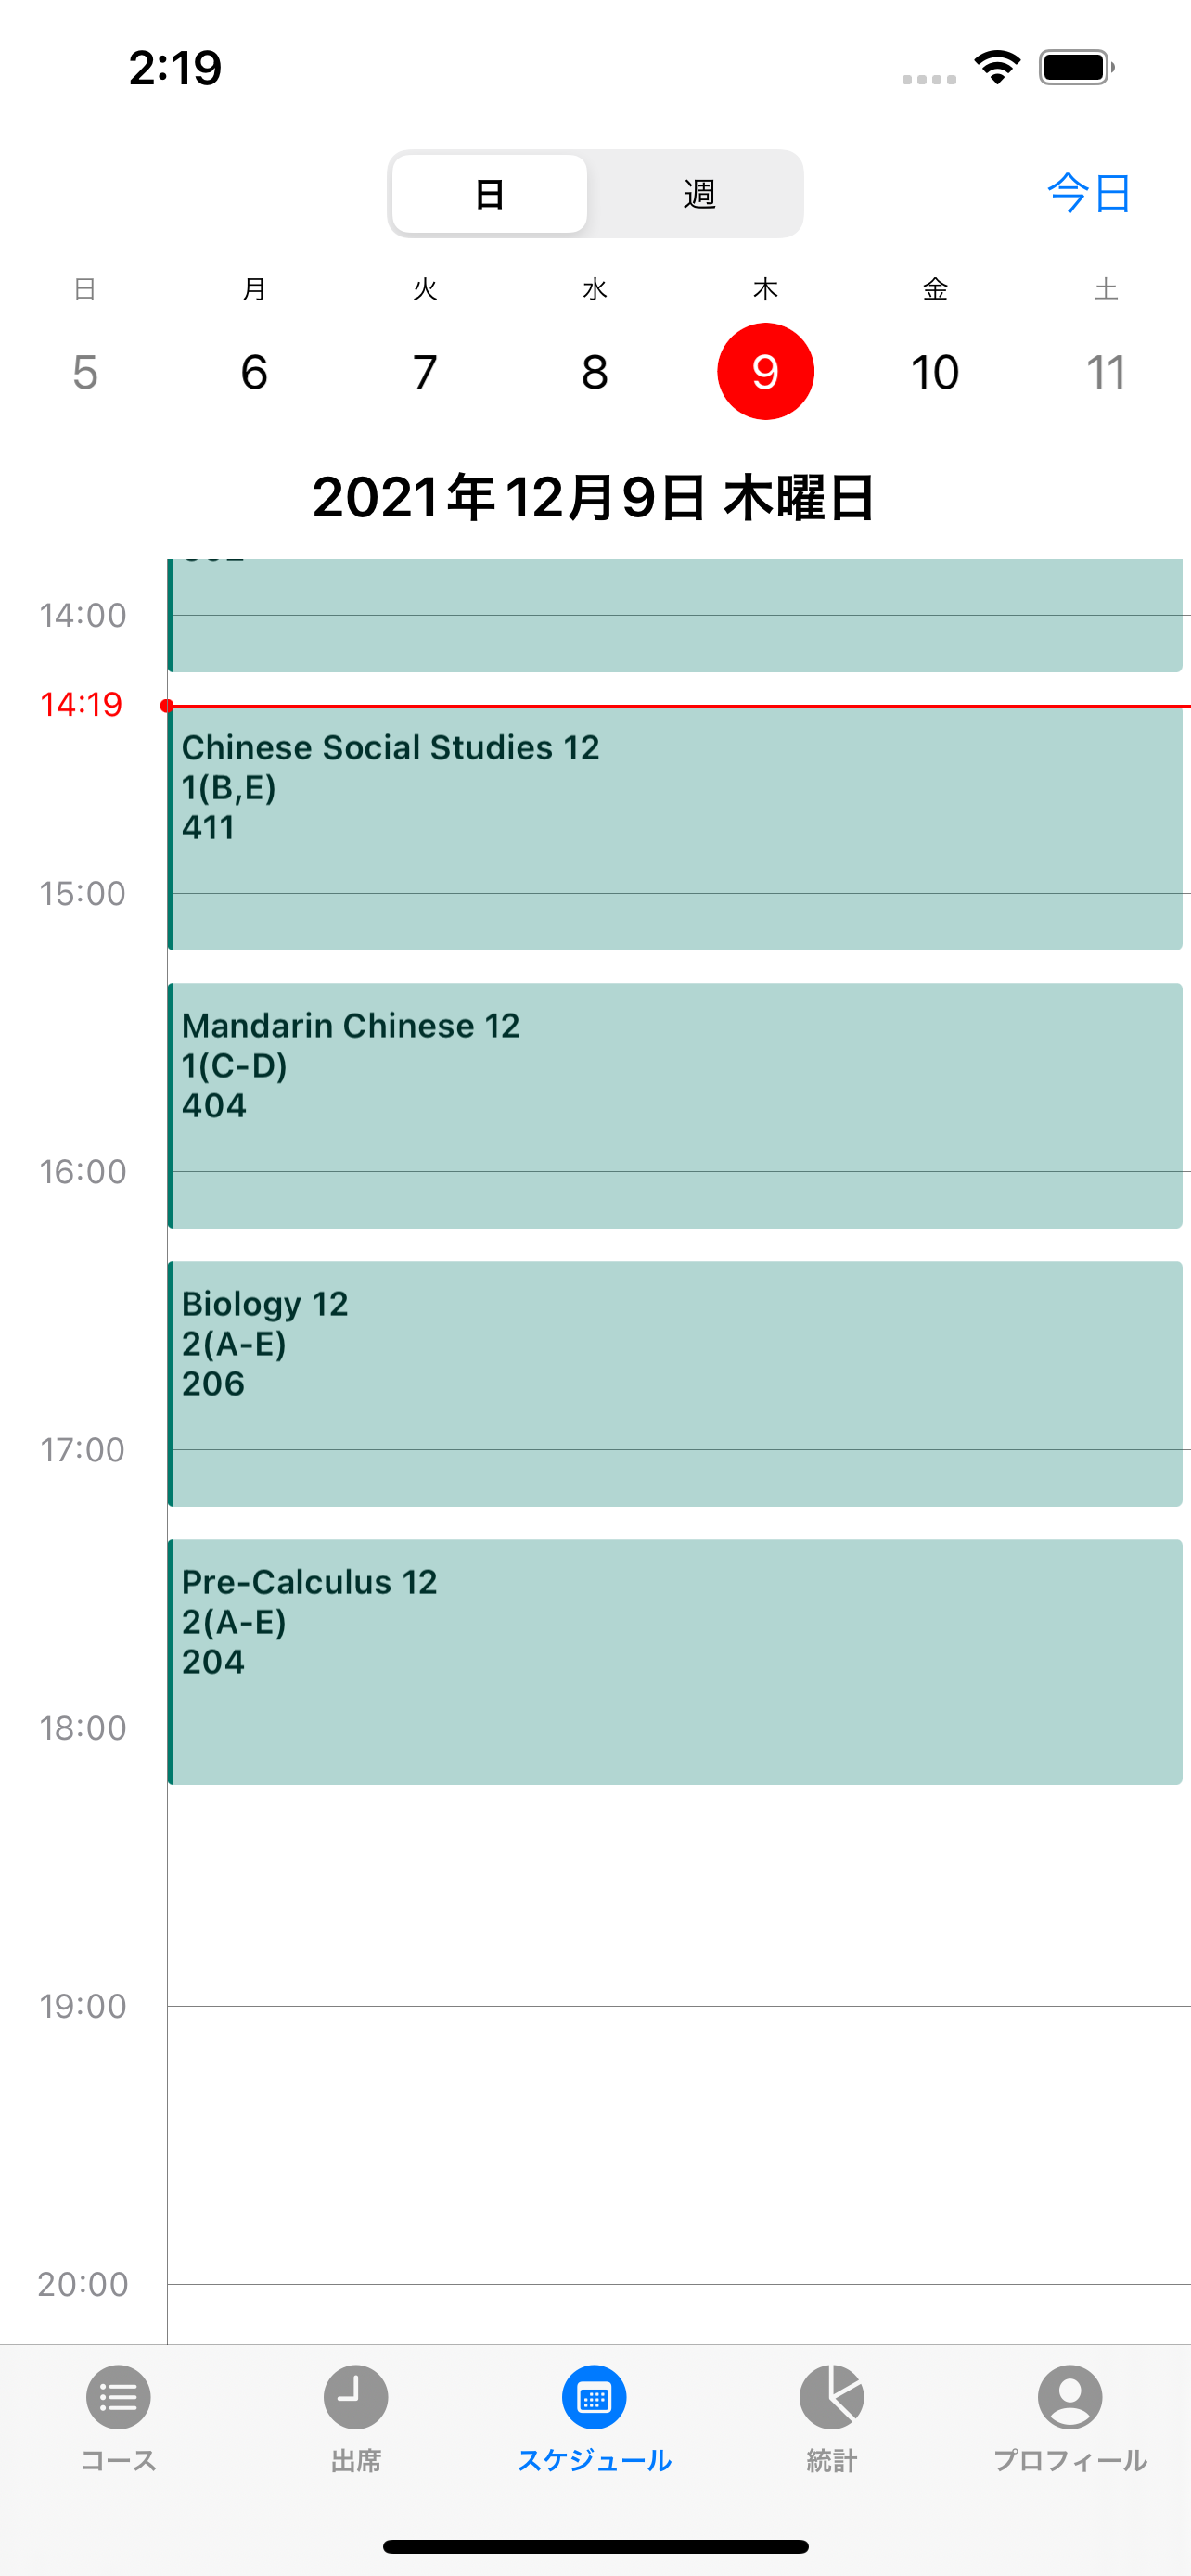 2:19
日 週 今日
日 月 火 水 木 金 土
5 6 7 8 9 10 11
2021年12月9日 木曜日
14:00
14:19
Chinese Social Studies 12
1(B,E)
411
15:00
Mandarin Chinese 12
1(C-D)
404
16:00
Biology 12
2(A-E)
206
17:00
Pre-Calculus 12
2(A-E)
204
18:00
19:00
20:00
コース 出席 スケジュール 統計 プロフィール